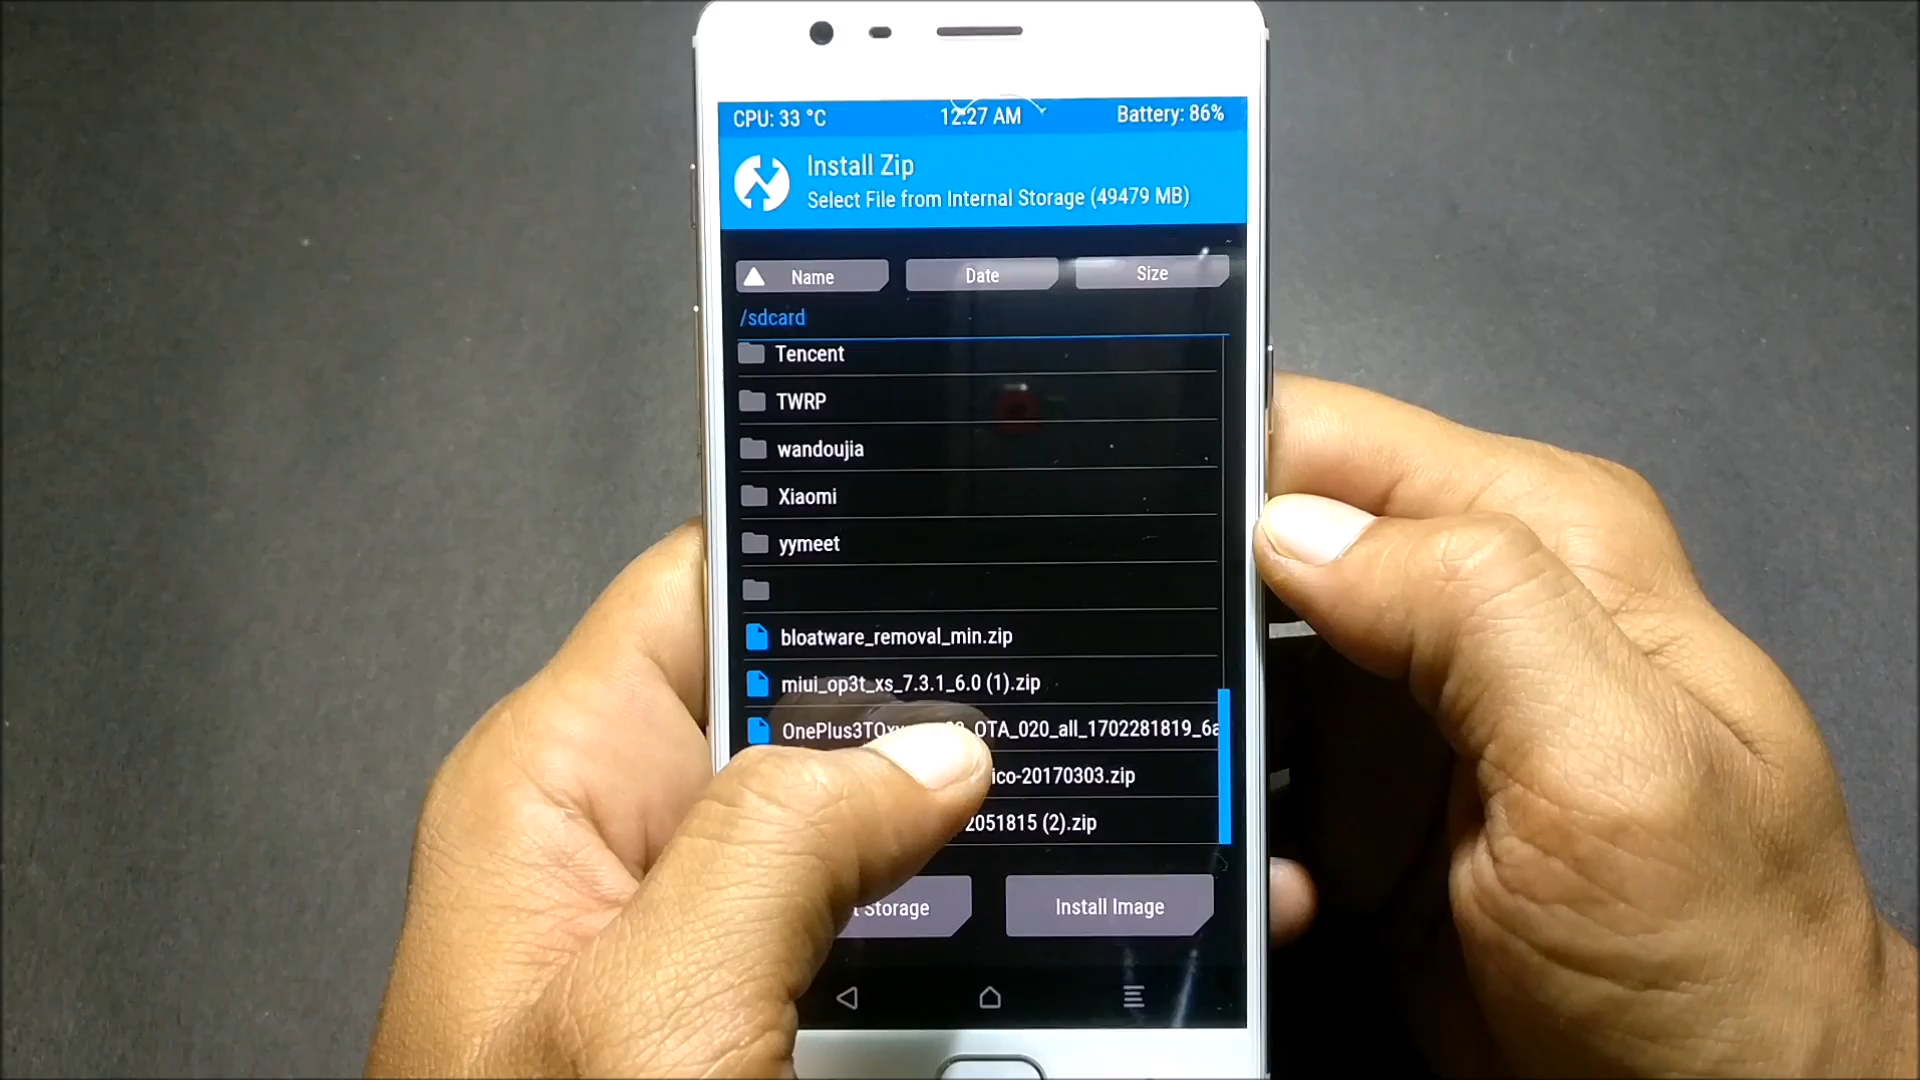 CPU: 33 °C 12:27 AM Battery: 86%
Install Zip
Select File from Internal Storage (49479 MB)
Name Date Size
/sdcard
Tencent
TWRP
wandoujia
Xiaomi
yymeet
bloatware_removal_min.zip
miui_op3t_xs_7.3.1_6.0 (1).zip
OTA_020_all_1702281819_6a
ico-20170303.zip
2051815 (2).zip
Storage Install Image